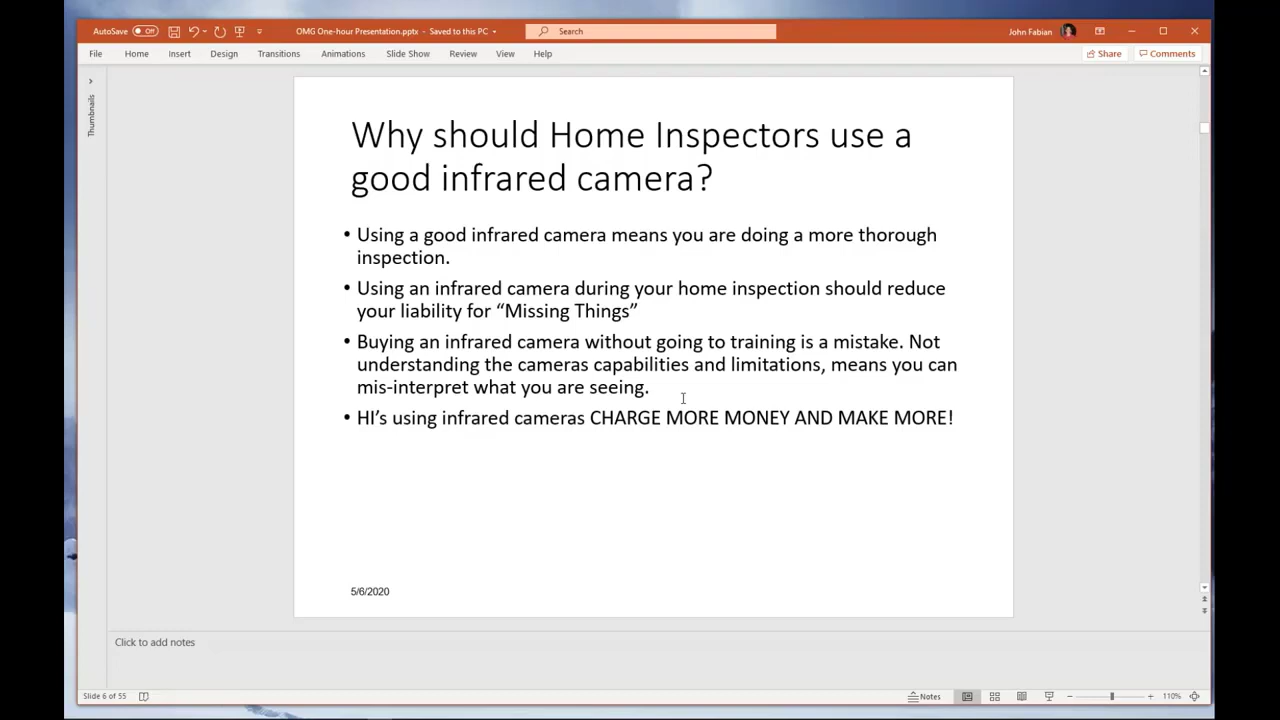 AutoSave Off OMG One-hour Presentation.pptx - Saved to this PC Search John Fabian
File Home Insert Design Transitions Animations Slide Show Review View Help Share Comments
Thumbnails
Why should Home Inspectors use a
good infrared camera?
• Using a good infrared camera means you are doing a more thorough
inspection.
• Using an infrared camera during your home inspection should reduce
your liability for “Missing Things”
• Buying an infrared camera without going to training is a mistake. Not
understanding the cameras capabilities and limitations, means you can
mis-interpret what you are seeing.
• HI’s using infrared cameras CHARGE MORE MONEY AND MAKE MORE!
5/6/2020
Click to add notes
Slide 6 of 55 Notes 110%